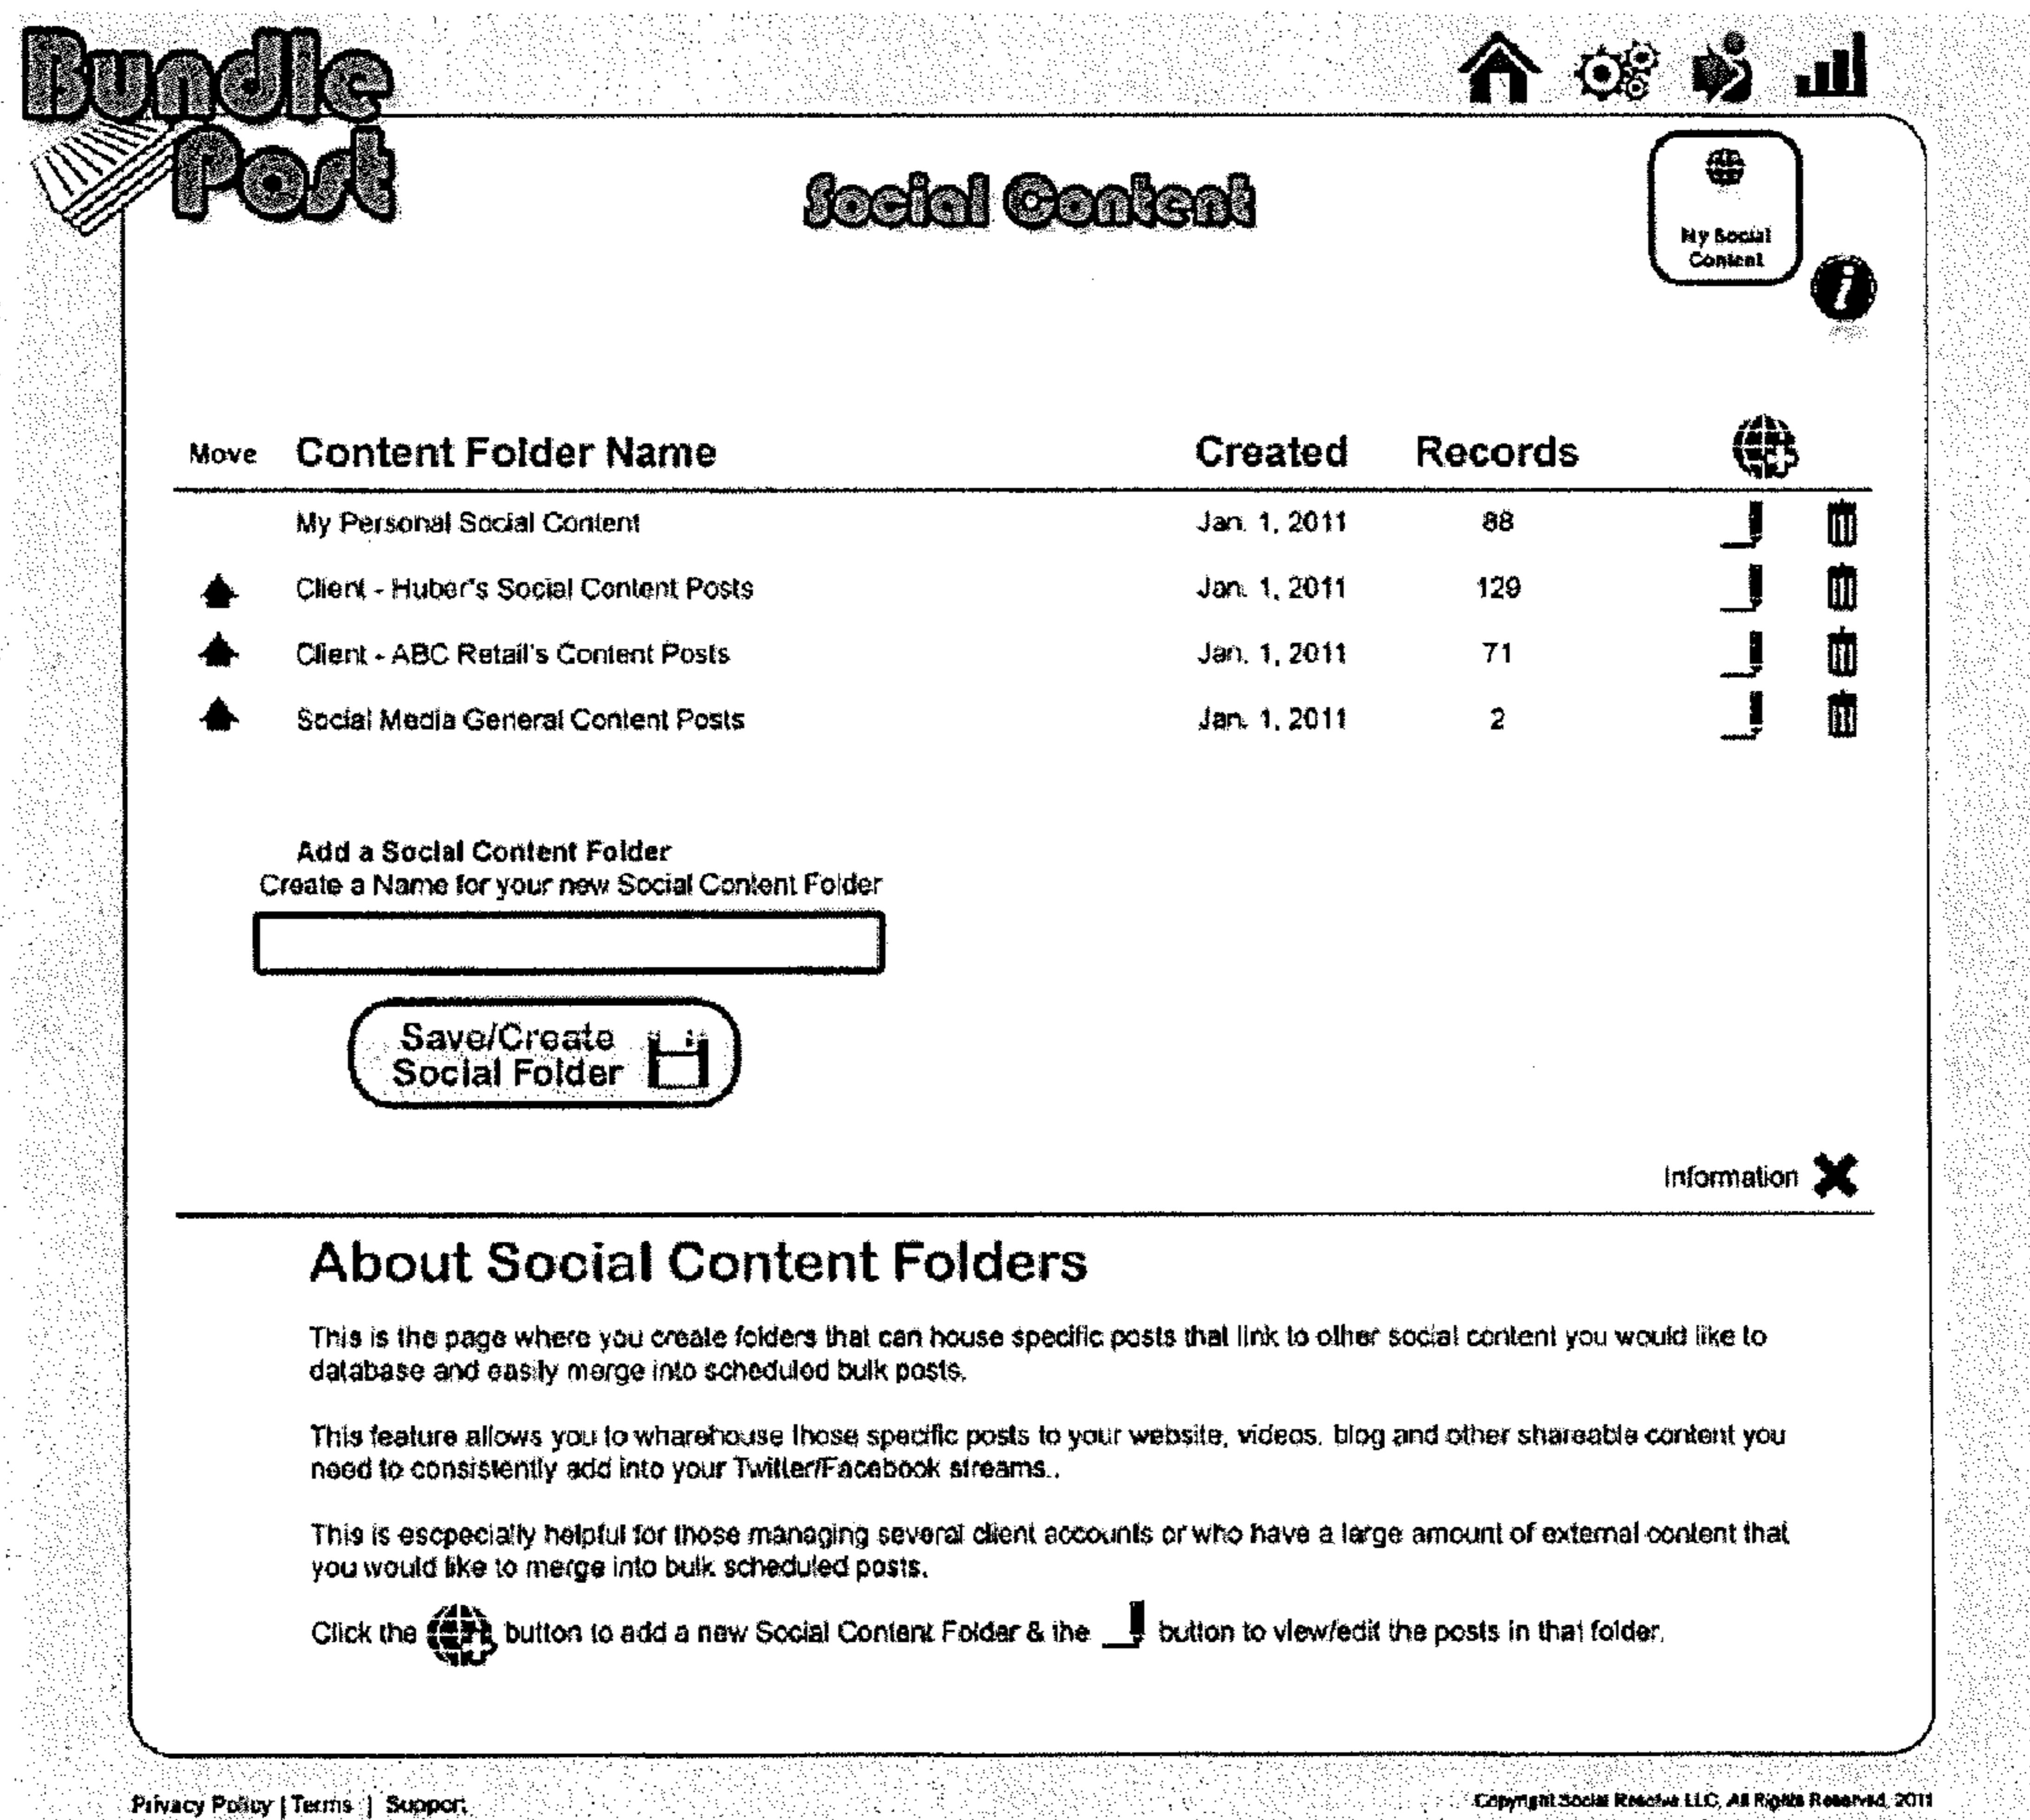 Bundle
Post
Social Content
My Social
Content
Move Content Folder Name Created Records
My Personal Social Content Jan. 1, 2011 88
Client - Huber's Social Content Posts Jan. 1, 2011 129
Client - ABC Retail's Content Posts Jan. 1, 2011 71
Social Media General Content Posts Jan. 1, 2011 2
Add a Social Content Folder
Create a Name for your new Social Content Folder
Save/Create
Social Folder
Information
About Social Content Folders
This is the page where you create folders that can house specific posts that link to other social content you would like to
database and easily merge into scheduled bulk posts.
This feature allows you to wharehouse those specific posts to your website, videos, blog and other shareable content you
need to consistently add into your Twitter/Facebook streams..
This is escpecially helpful for those managing several client accounts or who have a large amount of external content that
you would like to merge into bulk scheduled posts.
Click the button to add a new Social Content Folder & the button to view/edit the posts in that folder.
Privacy Policy | Terms | Support
Copyright Social Resolve LLC, All Rights Reserved, 2011